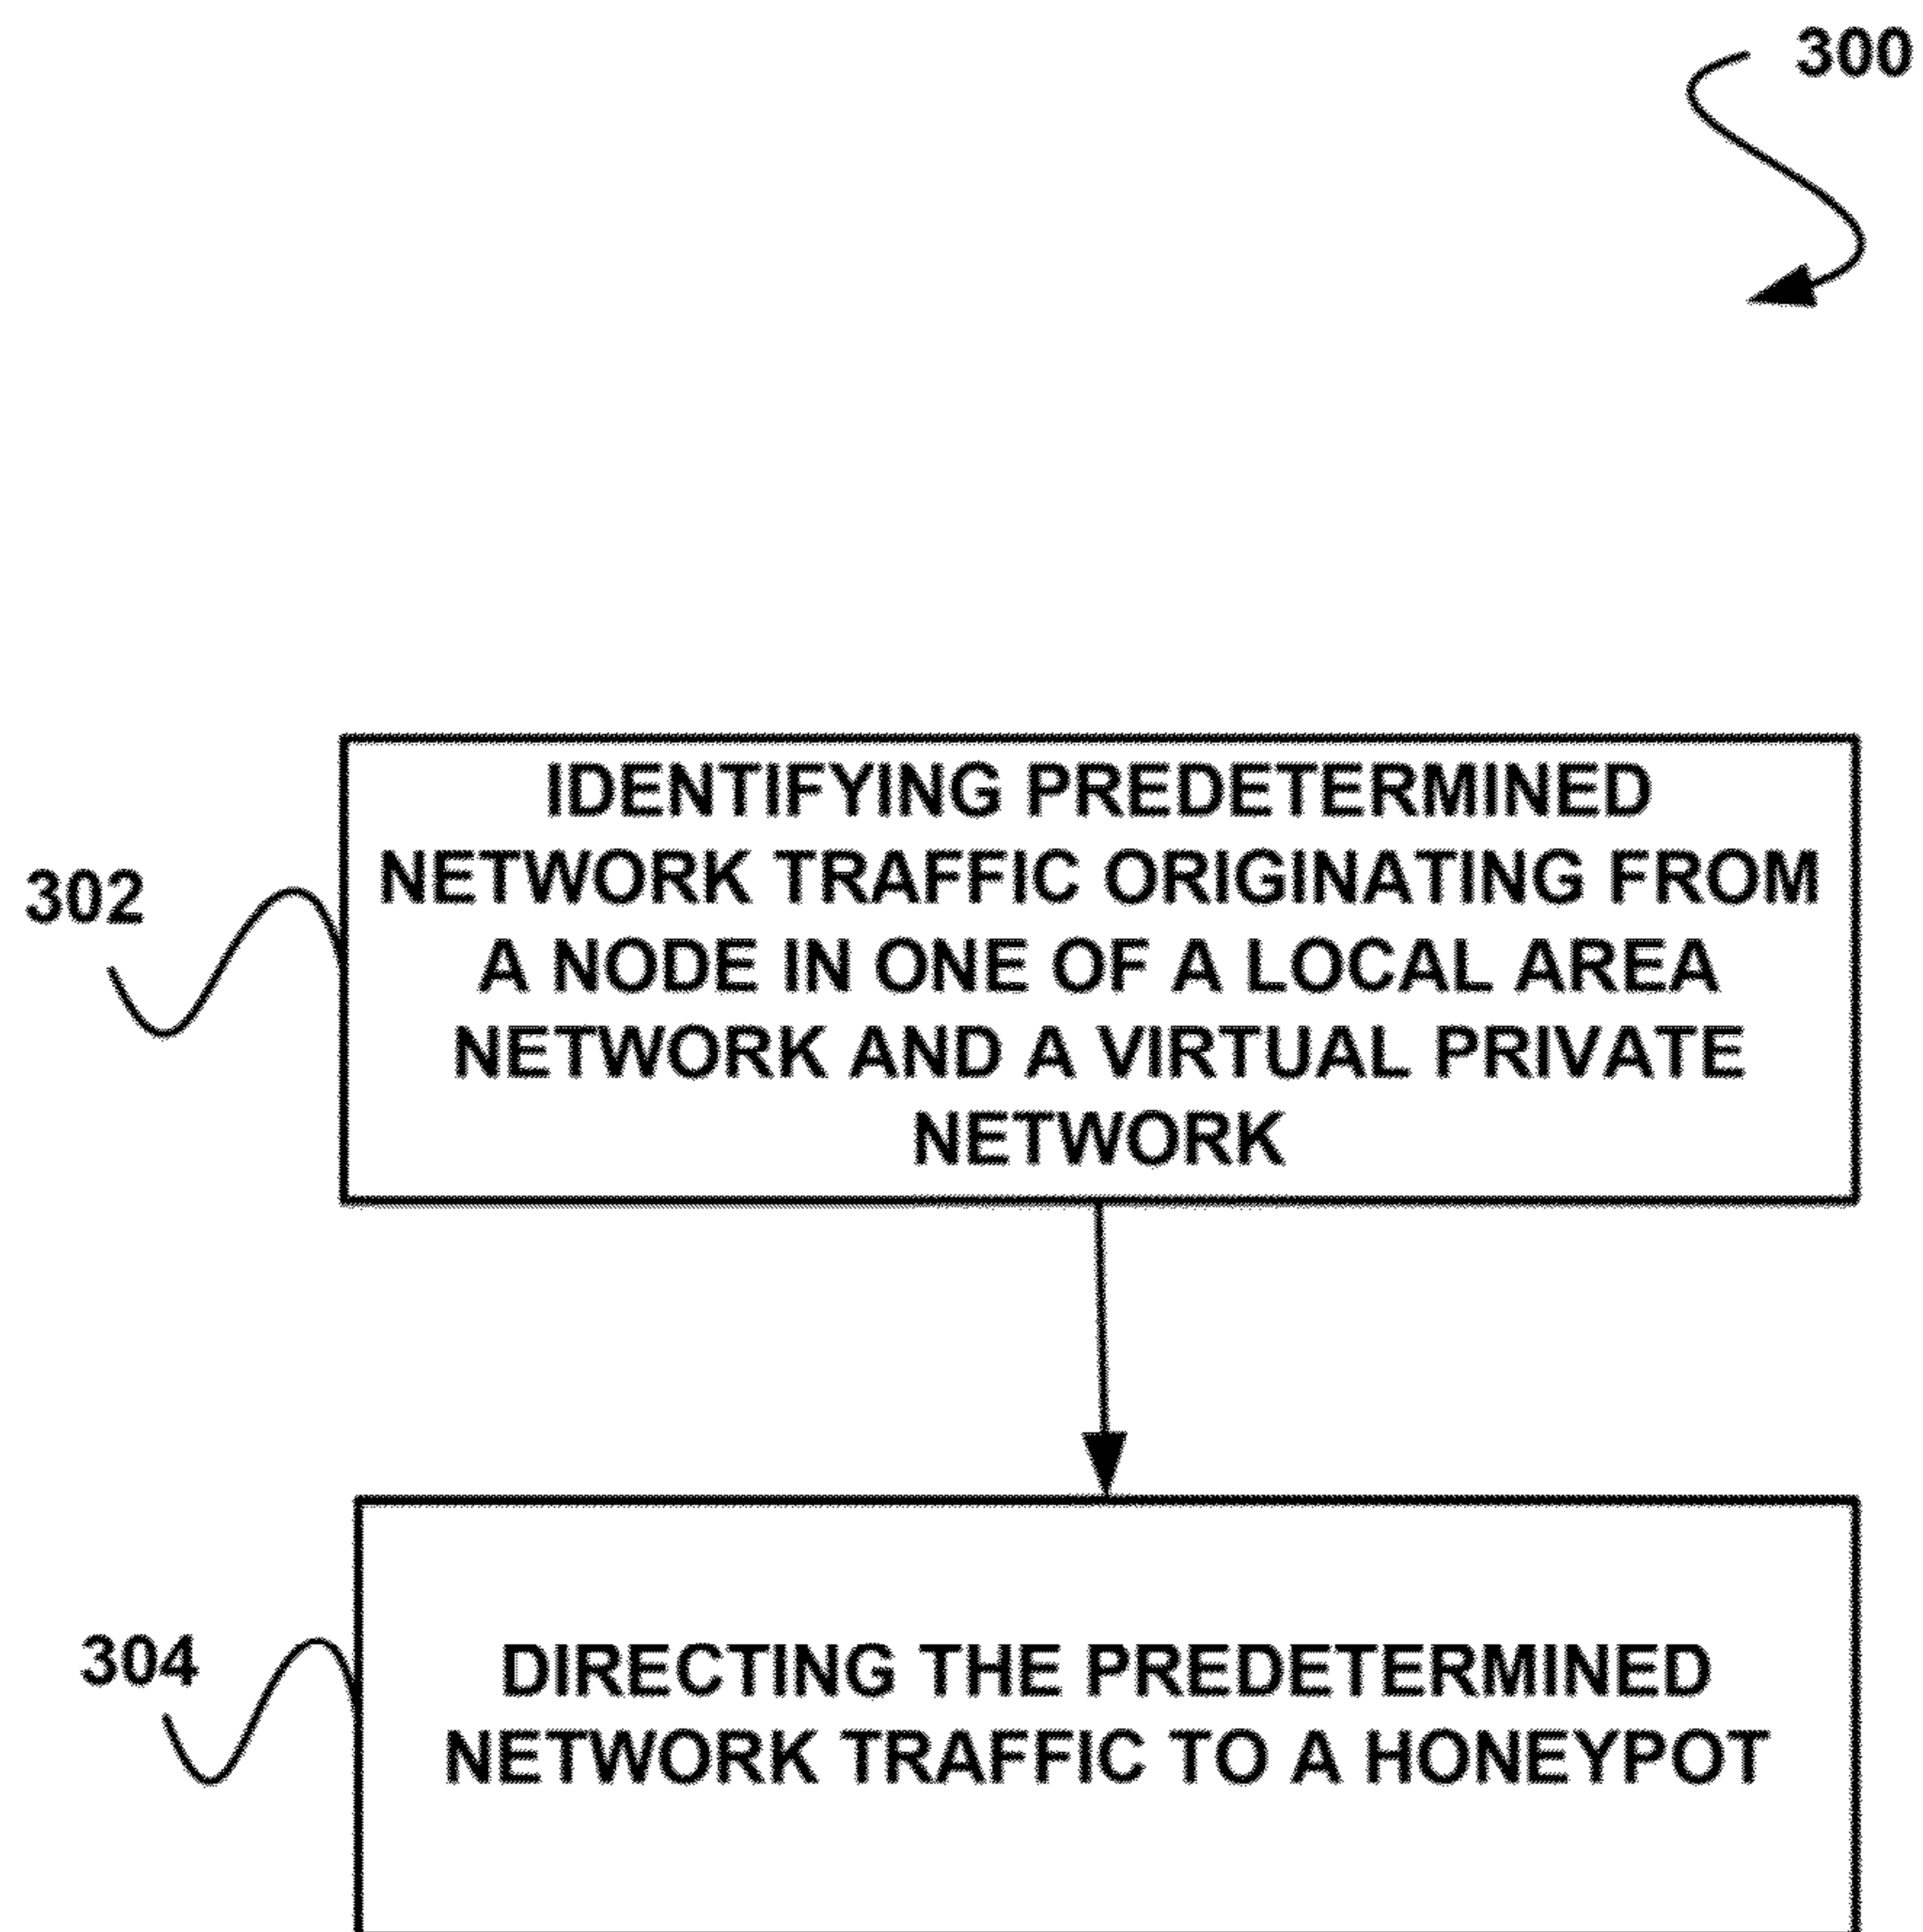 300
302
IDENTIFYING PREDETERMINED
NETWORK TRAFFIC ORIGINATING FROM
A NODE IN ONE OF A LOCAL AREA
NETWORK AND A VIRTUAL PRIVATE
NETWORK
304
DIRECTING THE PREDETERMINED
NETWORK TRAFFIC TO A HONEYPOT